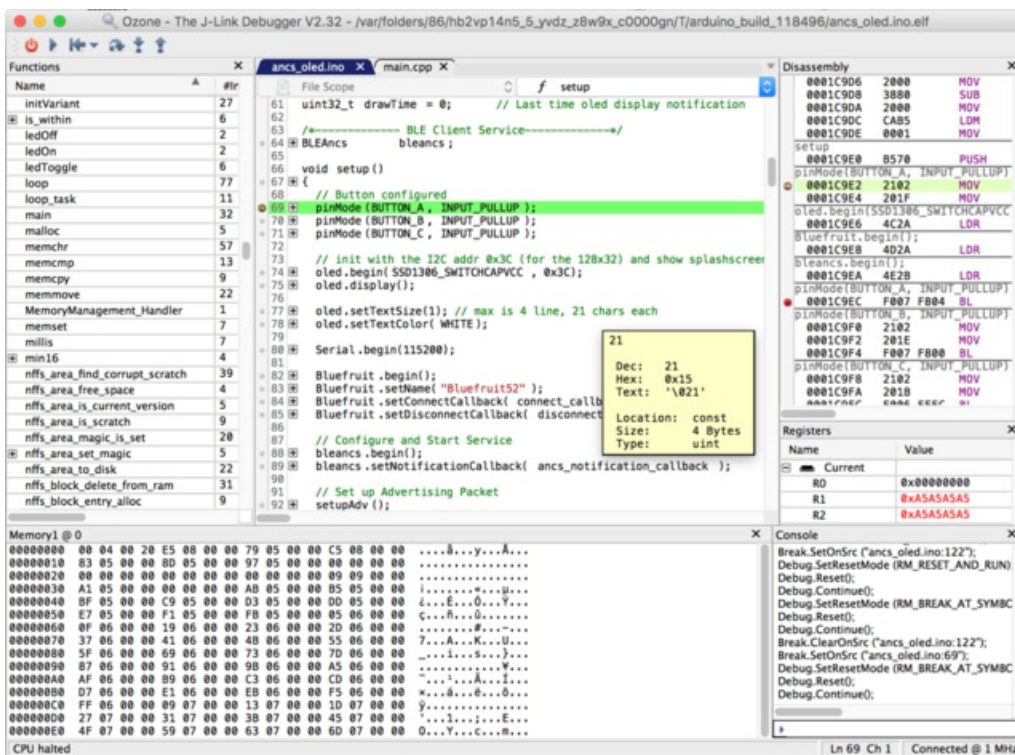 Ozone - The J-Link Debugger V2.32 - /var/folders/86/hb2vp14n5_5_yvdz_z8w9x_c0000gn/T/arduino_build_118496/ancs_oled.ino.elf
Functions
Name #Ir
initVariant 27
is_within 6
ledOff 2
ledOn 2
ledToggle 6
loop 77
loop_task 11
main 32
malloc 5
memchr 57
memcmp 13
memcpy 9
memmove 22
MemoryManagement_Handler 1
memset 7
millis 7
min16 4
nffs_area_find_corrupt_scratch 39
nffs_area_free_space 4
nffs_area_is_current_version 5
nffs_area_is_scratch 9
nffs_area_magic_is_set 20
nffs_area_set_magic 5
nffs_area_to_disk 22
nffs_block_delete_from_ram 31
nffs_block_entry_alloc 9
ancs_oled.ino main.cpp
File Scope f setup
61 uint32_t drawTime = 0; // Last time oled display notification
62
63 /*-------------- BLE Client Service--------------*/
64 BLEAncs bleancs;
65
66 void setup()
67 {
68 // Button configured
69 pinMode(BUTTON_A, INPUT_PULLUP );
70 pinMode(BUTTON_B, INPUT_PULLUP );
71 pinMode(BUTTON_C, INPUT_PULLUP );
72
73 // init with the I2C addr 0x3C (for the 128x32) and show splashscreen
74 oled.begin(SSD1306_SWITCHCAPVCC , 0x3C);
75 oled.display();
76
77 oled.setTextSize(1); // max is 4 line, 21 chars each
78 oled.setTextColor( WHITE);
79
80 Serial.begin(115200);
81
82 Bluefruit .begin();
83 Bluefruit .setName( "Bluefruit52" );
84 Bluefruit .setConnectCallback( connect_callb
85 Bluefruit .setDisconnectCallback( disconnect
86
87 // Configure and Start Service
88 bleancs.begin();
89 bleancs.setNotificationCallback( ancs_notification_callback );
90
91 // Set up Advertising Packet
92 setupAdv ();
21
Dec: 21
Hex: 0x15
Text: '\021'
Location: const
Size: 4 Bytes
Type: uint
Disassembly
0001C9D6 2000 MOV
0001C9D8 3880 SUB
0001C9DA 2000 MOV
0001C9DC CAB5 LDM
0001C9DE 0001 MOV
setup
0001C9E0 B570 PUSH
pinMode(BUTTON_A, INPUT_PULLUP)
0001C9E2 2102 MOV
0001C9E4 201F MOV
oled.begin(SSD1306_SWITCHCAPVCC
0001C9E6 4C2A LDR
Bluefruit.begin();
0001C9E8 4D2A LDR
bleancs.begin();
0001C9EA 4E2B LDR
pinMode(BUTTON_A, INPUT_PULLUP)
0001C9EC F007 FB04 BL
pinMode(BUTTON_B, INPUT_PULLUP)
0001C9F0 2102 MOV
0001C9F2 201E MOV
0001C9F4 F007 F800 BL
pinMode(BUTTON_C, INPUT_PULLUP)
0001C9F8 2102 MOV
0001C9FA 201B MOV
Registers
Name Value
Current
R0 0x00000000
R1 0xA5A5A5A5
R2 0xA5A5A5A5
Memory1 @ 0
00000000 00 04 00 20 E5 08 00 00 79 05 00 00 C5 08 00 00
00000010 83 05 00 00 8D 05 00 00 97 05 00 00 00 00 00 00
00000020 00 00 00 00 00 00 00 00 00 00 00 00 09 09 00 00
00000030 A1 05 00 00 00 00 00 00 AB 05 00 00 B5 05 00 00
00000040 BF 05 00 00 C9 05 00 00 D3 05 00 00 DD 05 00 00
00000050 E7 05 00 00 F1 05 00 00 FB 05 00 00 05 06 00 00
00000060 0F 06 00 00 19 06 00 00 23 06 00 00 2D 06 00 00
00000070 37 06 00 00 41 06 00 00 4B 06 00 00 55 06 00 00
00000080 5F 06 00 00 69 06 00 00 73 06 00 00 7D 06 00 00
00000090 87 06 00 00 91 06 00 00 9B 06 00 00 A5 06 00 00
000000A0 AF 06 00 00 B9 06 00 00 C3 06 00 00 CD 06 00 00
000000B0 D7 06 00 00 E1 06 00 00 EB 06 00 00 F5 06 00 00
000000C0 FF 06 00 00 09 07 00 00 13 07 00 00 1D 07 00 00
000000D0 27 07 00 00 31 07 00 00 3B 07 00 00 45 07 00 00
000000E0 4F 07 00 00 59 07 00 00 63 07 00 00 6D 07 00 00
Console
Break.SetOnSrc ("ancs_oled.ino:122");
Debug.SetResetMode (RM_RESET_AND_RUN)
Debug.Reset();
Debug.Continue();
Debug.SetResetMode (RM_BREAK_AT_SYMBC
Debug.Reset();
Debug.Continue();
Break.ClearOnSrc ("ancs_oled.ino:122");
Break.SetOnSrc ("ancs_oled.ino:69");
Debug.SetResetMode (RM_BREAK_AT_SYMBC
Debug.Reset();
Debug.Continue();
CPU halted
Ln 69 Ch 1 Connected @ 1 MHz